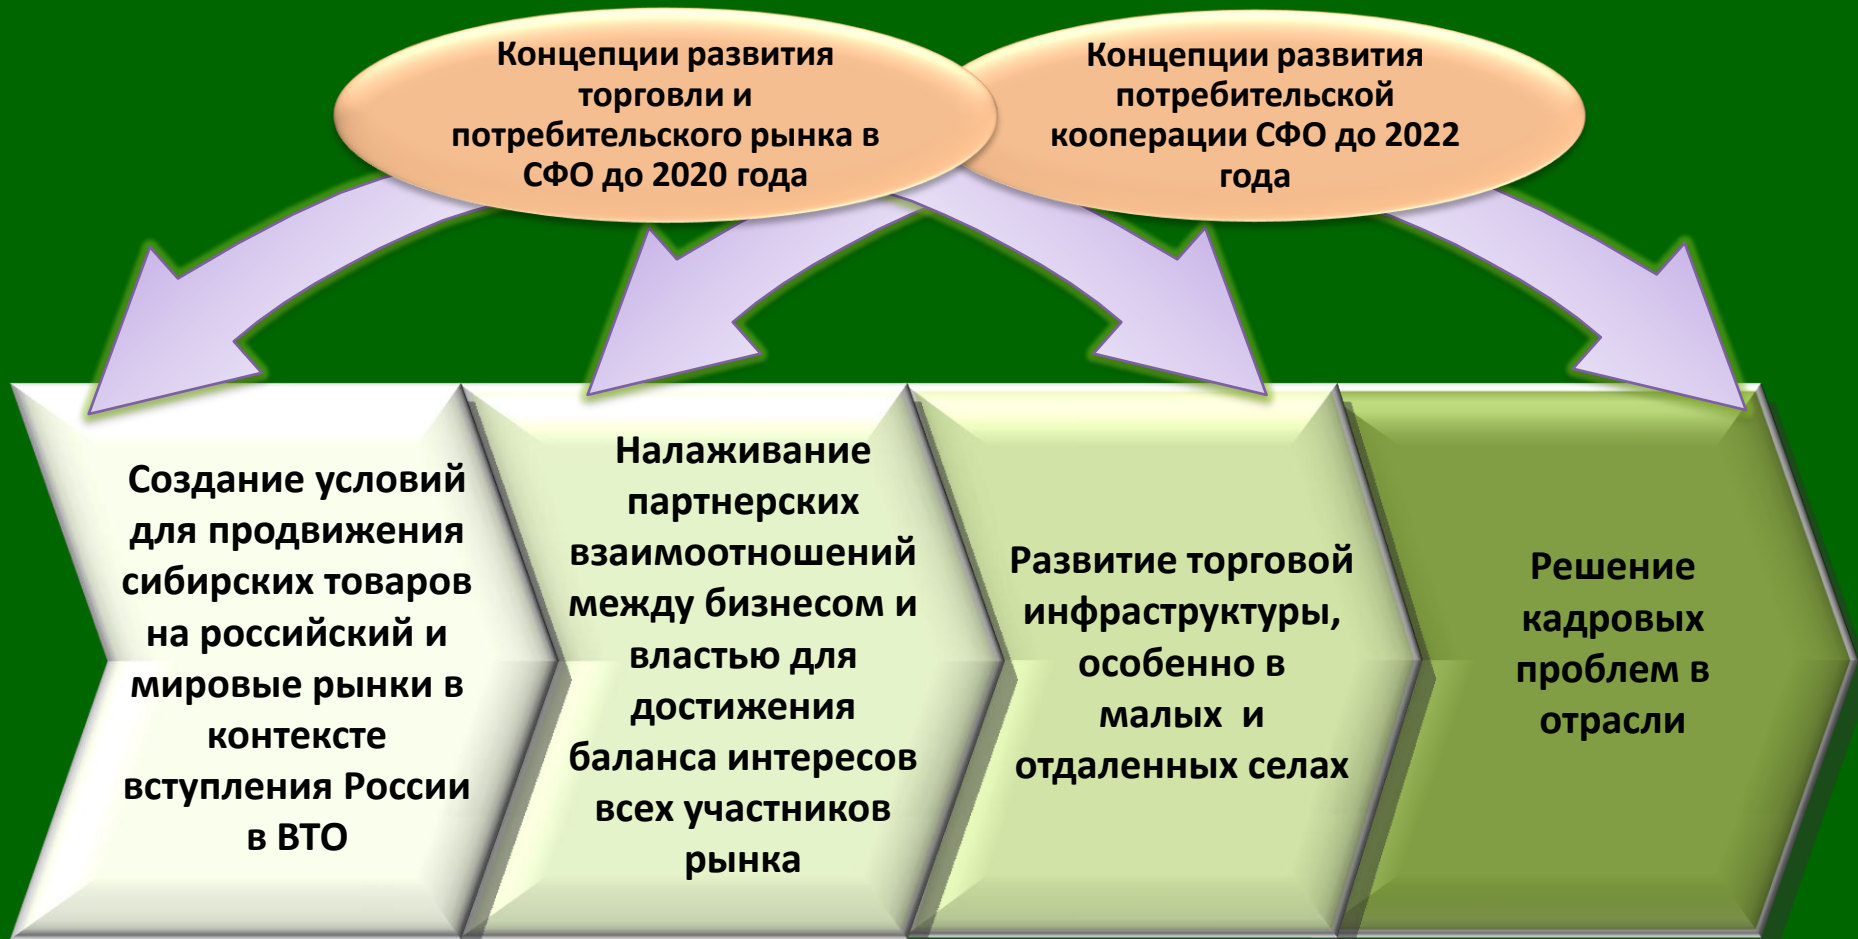 Концепции развития
торговли и
потребительского рынка в
СФО до 2020 года
Концепции развития
потребительской
кооперации СФО до 2022
года
Создание условий
для продвижения
сибирских товаров
на российский и
мировые рынки в
контексте
вступления России
в ВТО
Налаживание
партнерских
взаимоотношений
между бизнесом и
властью для
достижения
баланса интересов
всех участников
рынка
Развитие торговой
инфраструктуры,
особенно в
малых и
отдаленных селах
Решение
кадровых
проблем в
отрасли